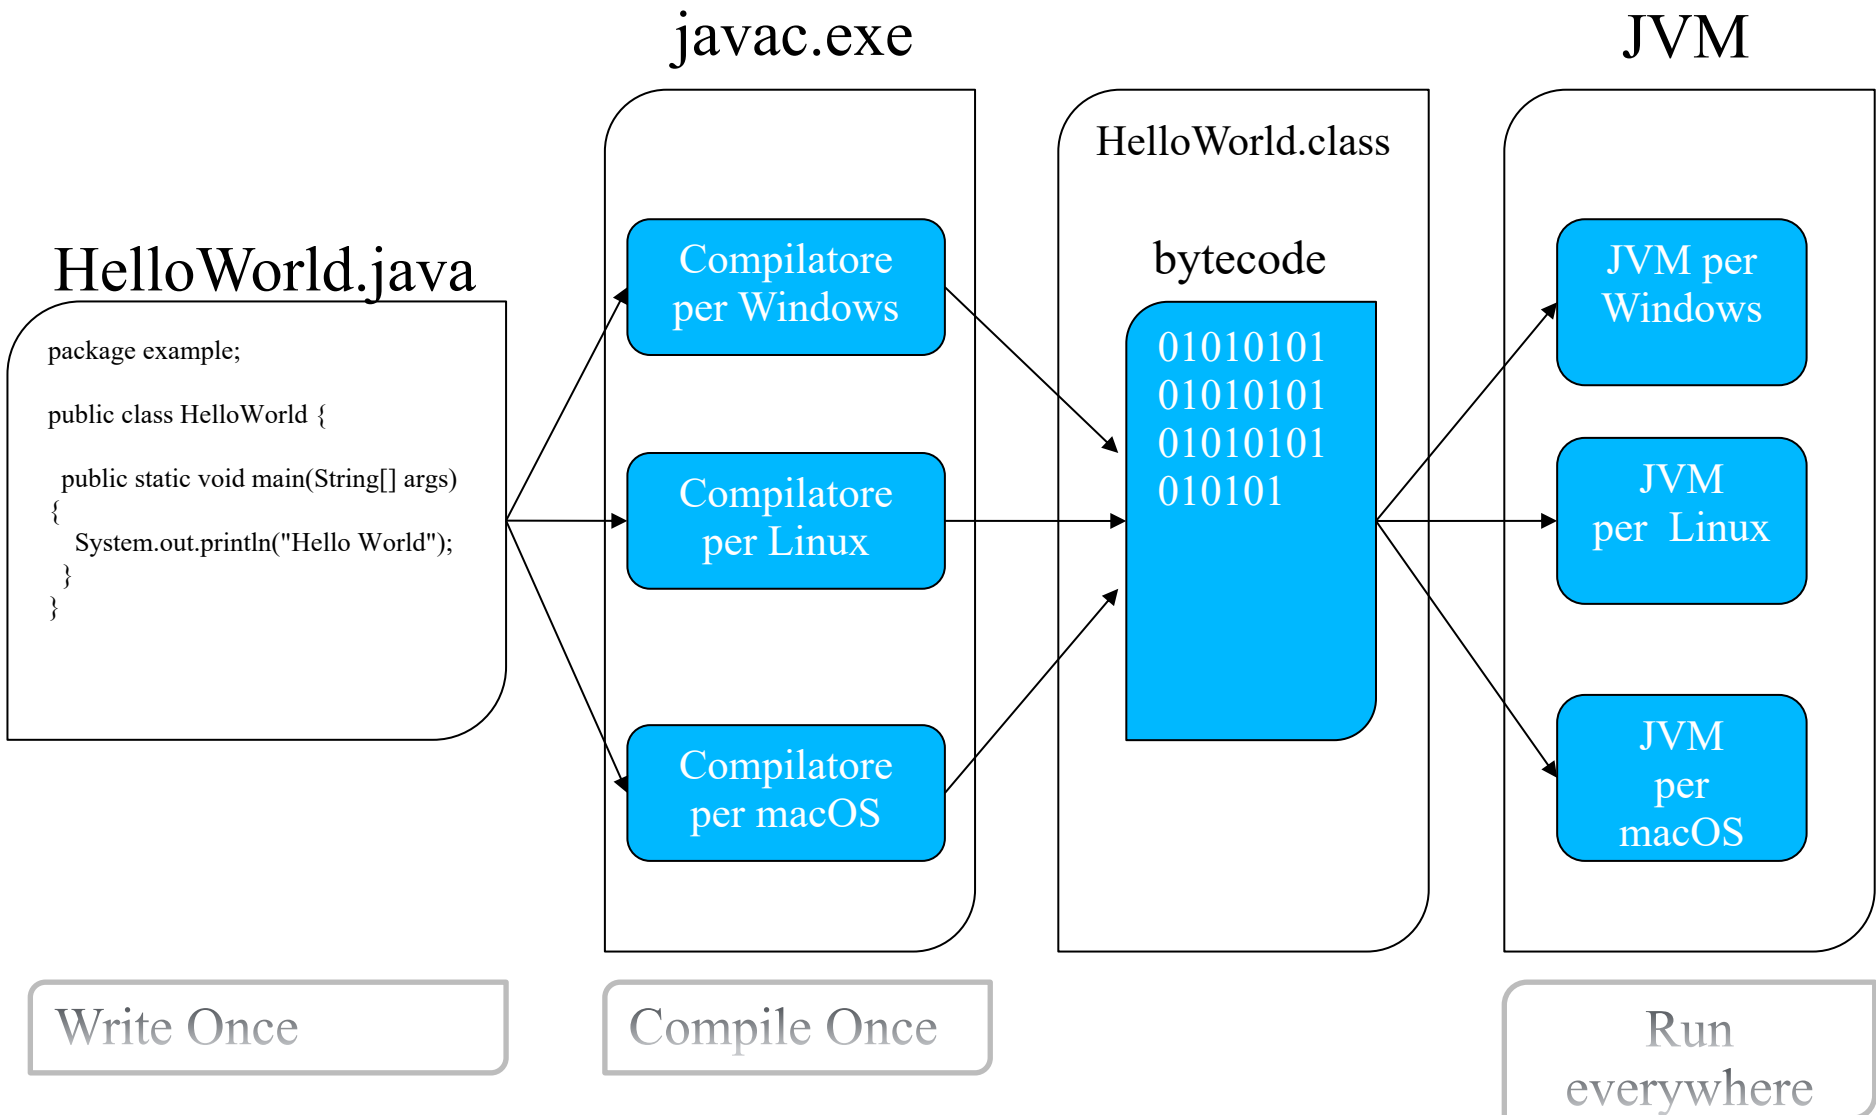 javac.exe
JVM
HelloWorld.java
package example;
public class HelloWorld {
public static void main(String[] args)
{
System.out.println("Hello World");
}
}
Compilatore
per Windows
Compilatore
per Linux
Compilatore
per macOS
HelloWorld.class
bytecode
01010101
01010101
01010101
010101
JVM per
Windows
JVM
per Linux
JVM
per
macOS
Write Once
Compile Once
Run
everywhere